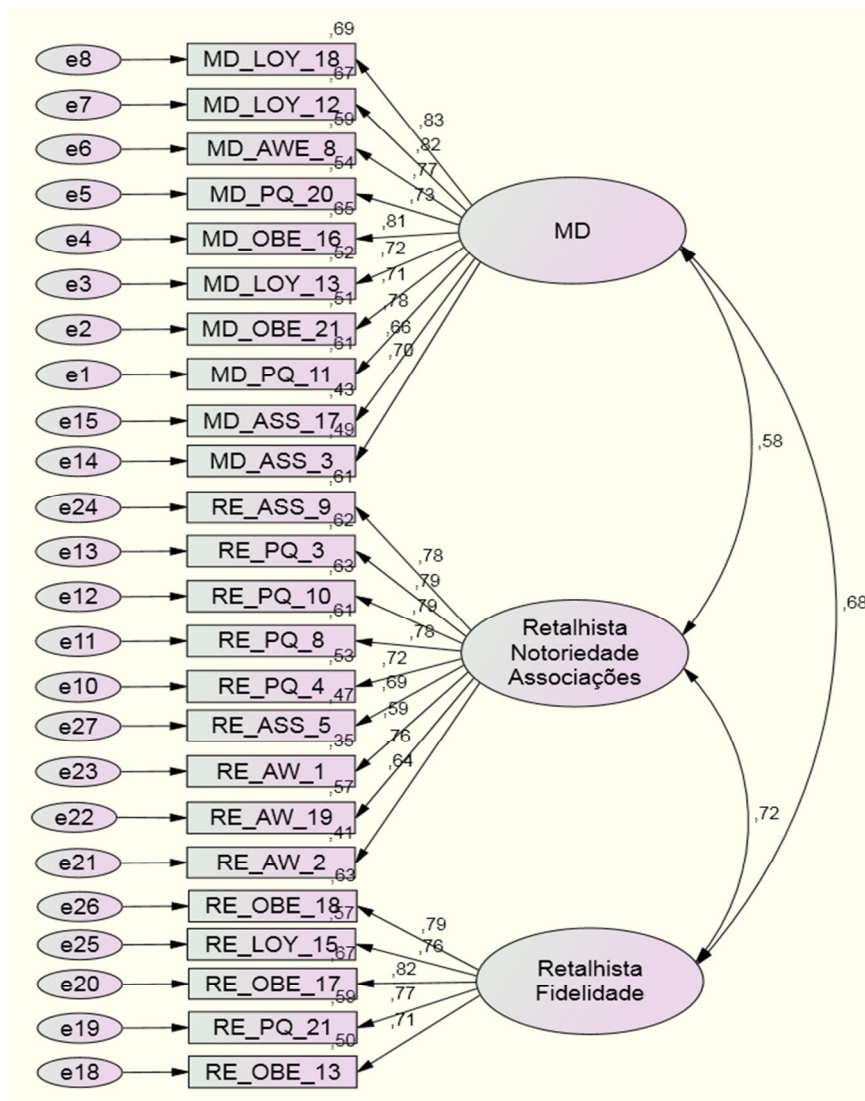 ,69
e8 MD_LOY_18
,67
e7 MD_LOY_12
,59
e6 MD_AWE_8
,54
e5 MD_PQ_20
,65
e4 MD_OBE_16
,52
e3 MD_LOY_13
,51
e2 MD_OBE_21
,61
e1 MD_PQ_11
,43
e15 MD_ASS_17
,49
e14 MD_ASS_3
,61
e24 RE_ASS_9
,62
e13 RE_PQ_3
,63
e12 RE_PQ_10
,61
e11 RE_PQ_8
,53
e10 RE_PQ_4
,47
e27 RE_ASS_5
,35
e23 RE_AW_1
,57
e22 RE_AW_19
,41
e21 RE_AW_2
,63
e26 RE_OBE_18
,57
e25 RE_LOY_15
,67
e20 RE_OBE_17
,59
e19 RE_PQ_21
,50
e18 RE_OBE_13
,83
,82
,77
,73
,81
,72
,71
,78
,66
,70
MD
,78
,79
,79
,78
,72
,69
,59
,76
,64
Retalhista
Notoriedade
Associações
,79
,76
,82
,77
,71
Retalhista
Fidelidade
,58
,68
,72